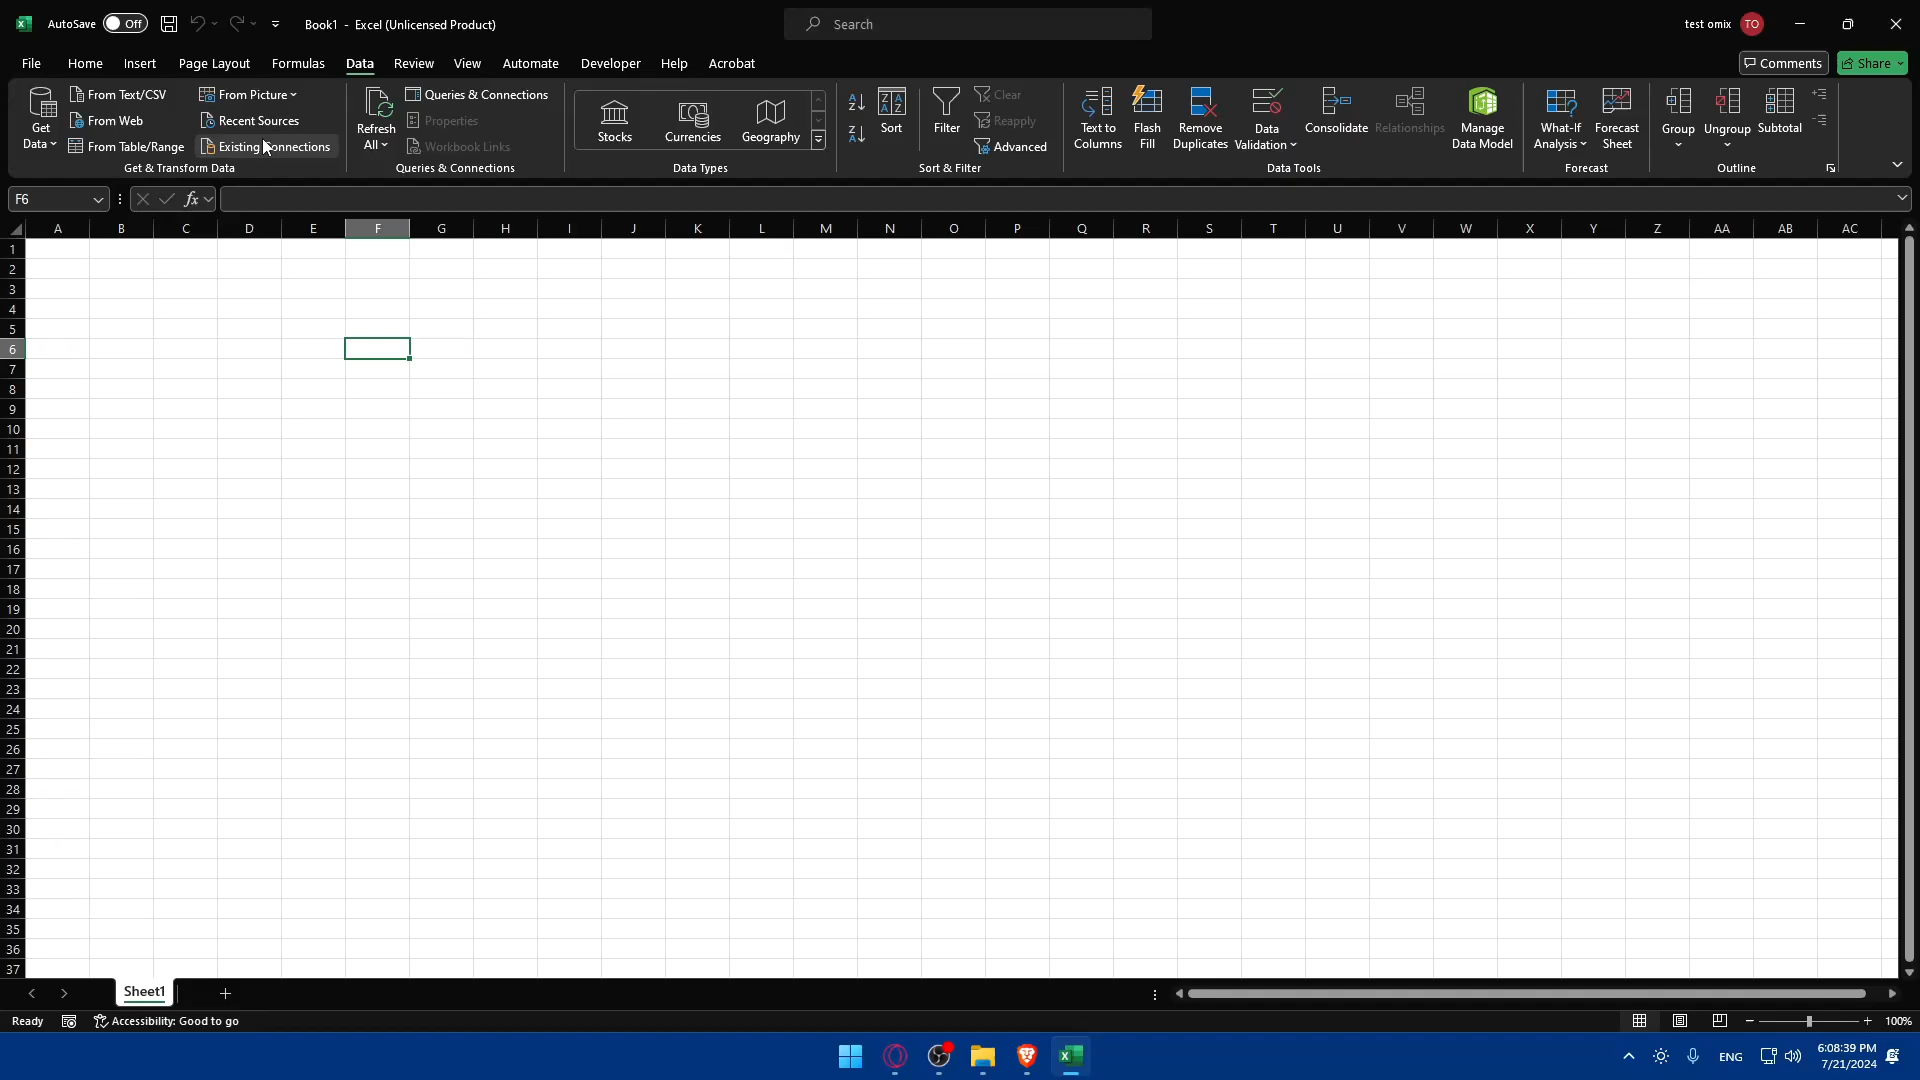 AutoSave Off Book1 - Excel (Unlicensed Product) Search test omix TO
File Home Insert Page Layout Formulas Data Review View Automate Developer Help Acrobat Comments Share
Get Data
From Text/CSV
From Web
From Table/Range
From Picture
Recent Sources
Existing Connections
Get & Transform Data
Refresh All
Queries & Connections
Properties
Workbook Links
Queries & Connections
Stocks Currencies Geography
Data Types
Sort
Filter
Clear
Reapply
Advanced
Sort & Filter
Text to Columns
Flash Fill
Remove Duplicates
Data Validation
Consolidate
Relationships
Manage Data Model
Data Tools
What-If Analysis
Forecast Sheet
Forecast
Group
Ungroup
Subtotal
Outline
F6 fx
A B C D E F G H I J K L M N O P Q R S T U V W X Y Z AA AB AC
1
2
3
4
5
6
7
8
9
10
11
12
13
14
15
16
17
18
19
20
21
22
23
24
25
26
27
28
29
30
31
32
33
34
35
36
37
Sheet1
Ready Accessibility: Good to go 100%
ENG 6:08:39 PM
7/21/2024